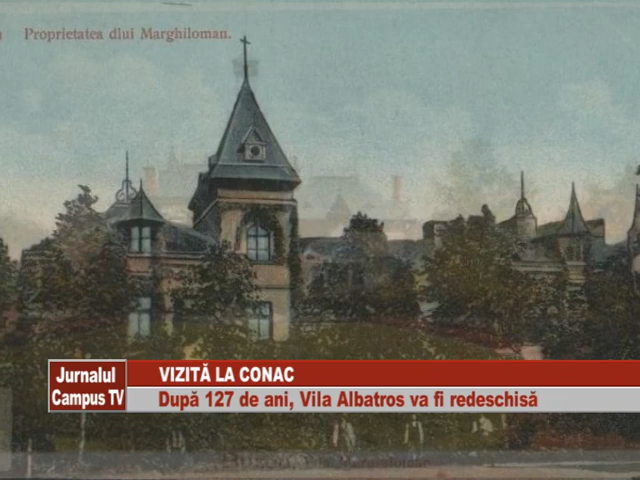 Proprietatea dlui Marghiloman.
VIZITĂ LA CONAC
Jurnalul
Campus TV
După 127 de ani, Vila Albatros va fi redeschisă